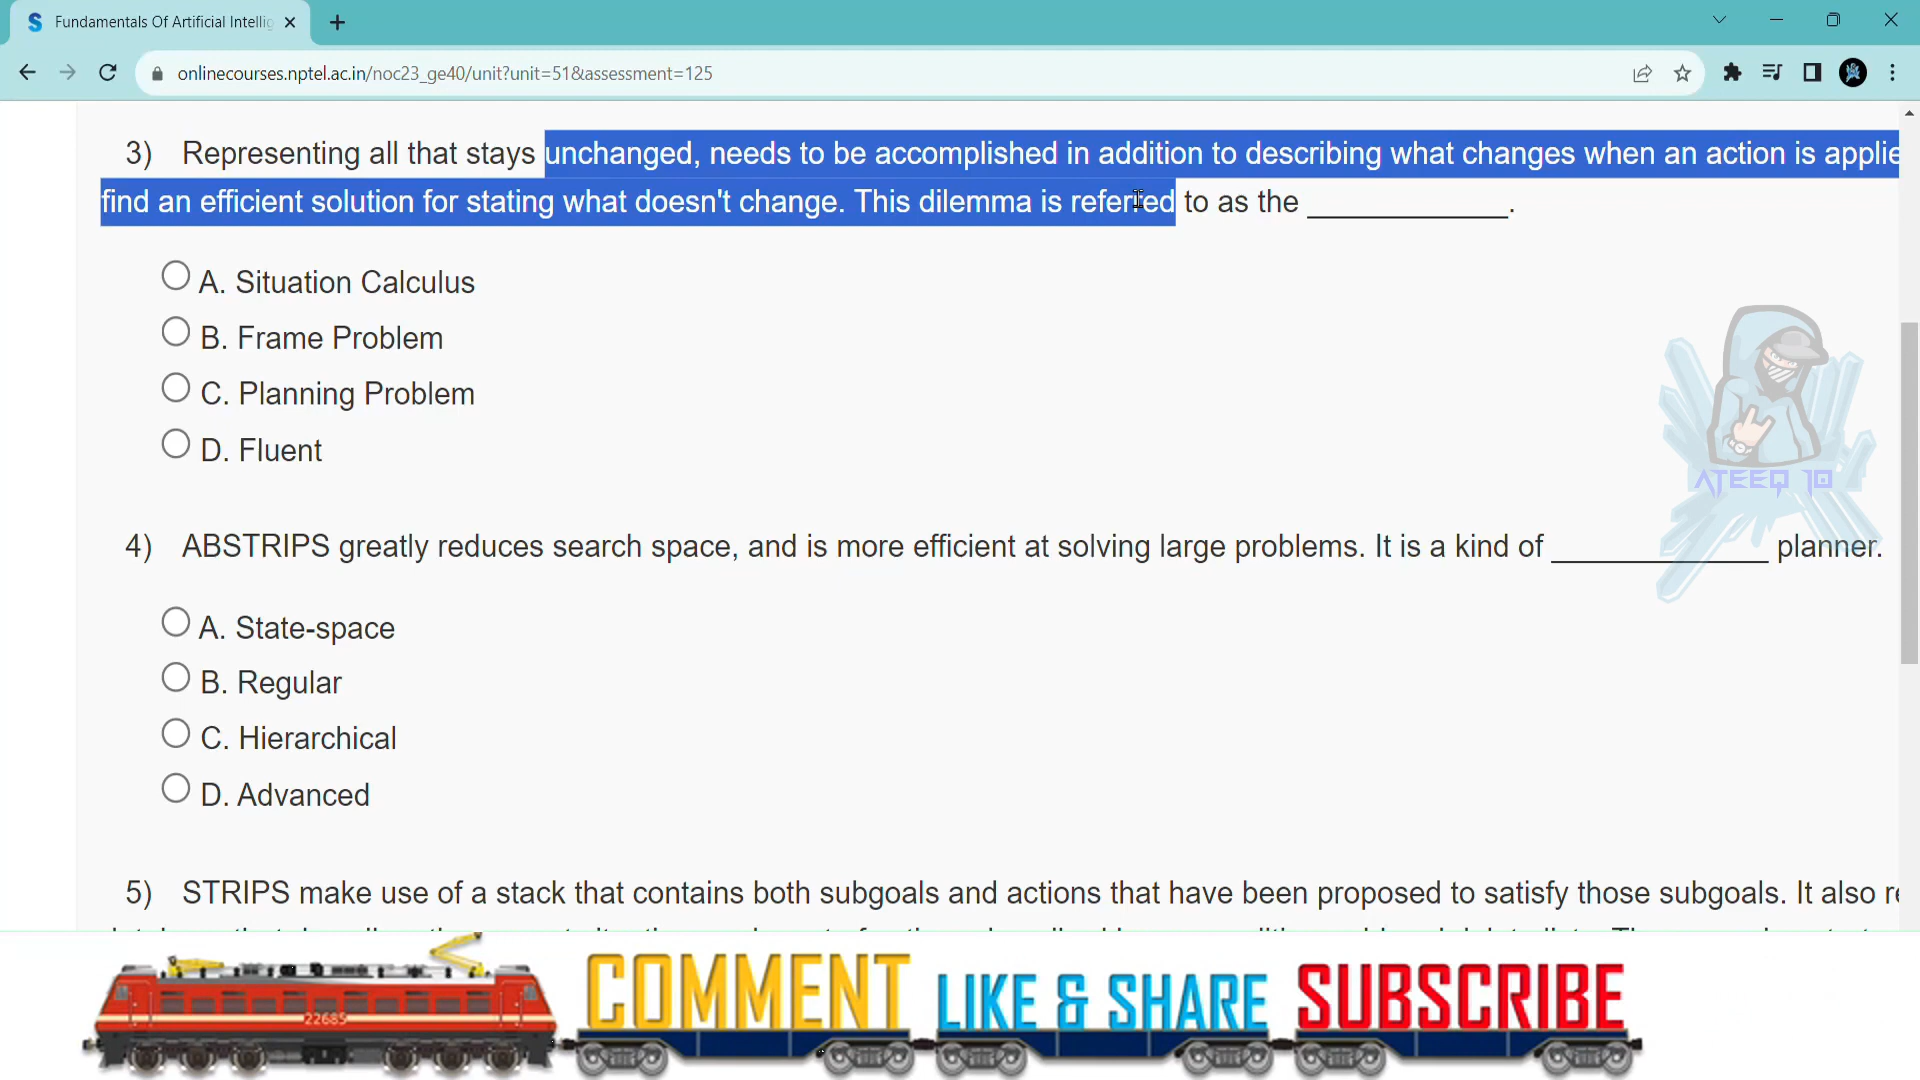 Fundamentals Of Artificial Intellig
onlinecourses.nptel.ac.in/noc23_ge40/unit?unit=51&assessment=125
3) Representing all that stays unchanged, needs to be accomplished in addition to describing what changes when an action is applie
find an efficient solution for stating what doesn't change. This dilemma is referred to as the ____________.
A. Situation Calculus
B. Frame Problem
C. Planning Problem
D. Fluent
ATEEQ 10
4) ABSTRIPS greatly reduces search space, and is more efficient at solving large problems. It is a kind of _____________ planner.
A. State-space
B. Regular
C. Hierarchical
D. Advanced
5) STRIPS make use of a stack that contains both subgoals and actions that have been proposed to satisfy those subgoals. It also re
22685
COMMENT LIKE & SHARE SUBSCRIBE